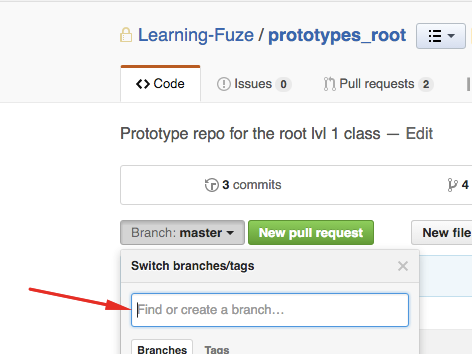 Learning-Fuze / prototypes_root
Code Issues 0 Pull requests 2
Prototype repo for the root lvl 1 class — Edit
3 commits 4
Branch: master New pull request New file
Switch branches/tags
Find or create a branch...
Branches Tags